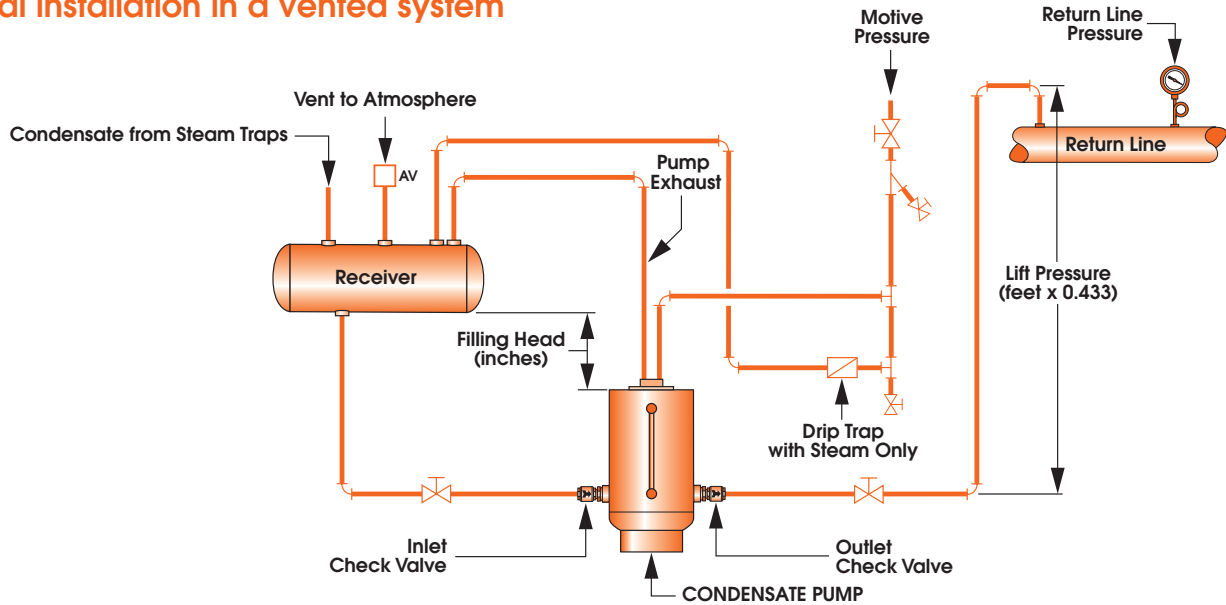 al installation in a vented system
Motive
Pressure
Return Line
Pressure
Vent to Atmosphere
Condensate from Steam Traps
AV
Pump
Exhaust
Return Line
Receiver
Lift Pressure
(feet x 0.433)
Filling Head
(inches)
Drip Trap
with Steam Only
Inlet
Check Valve
Outlet
Check Valve
CONDENSATE PUMP